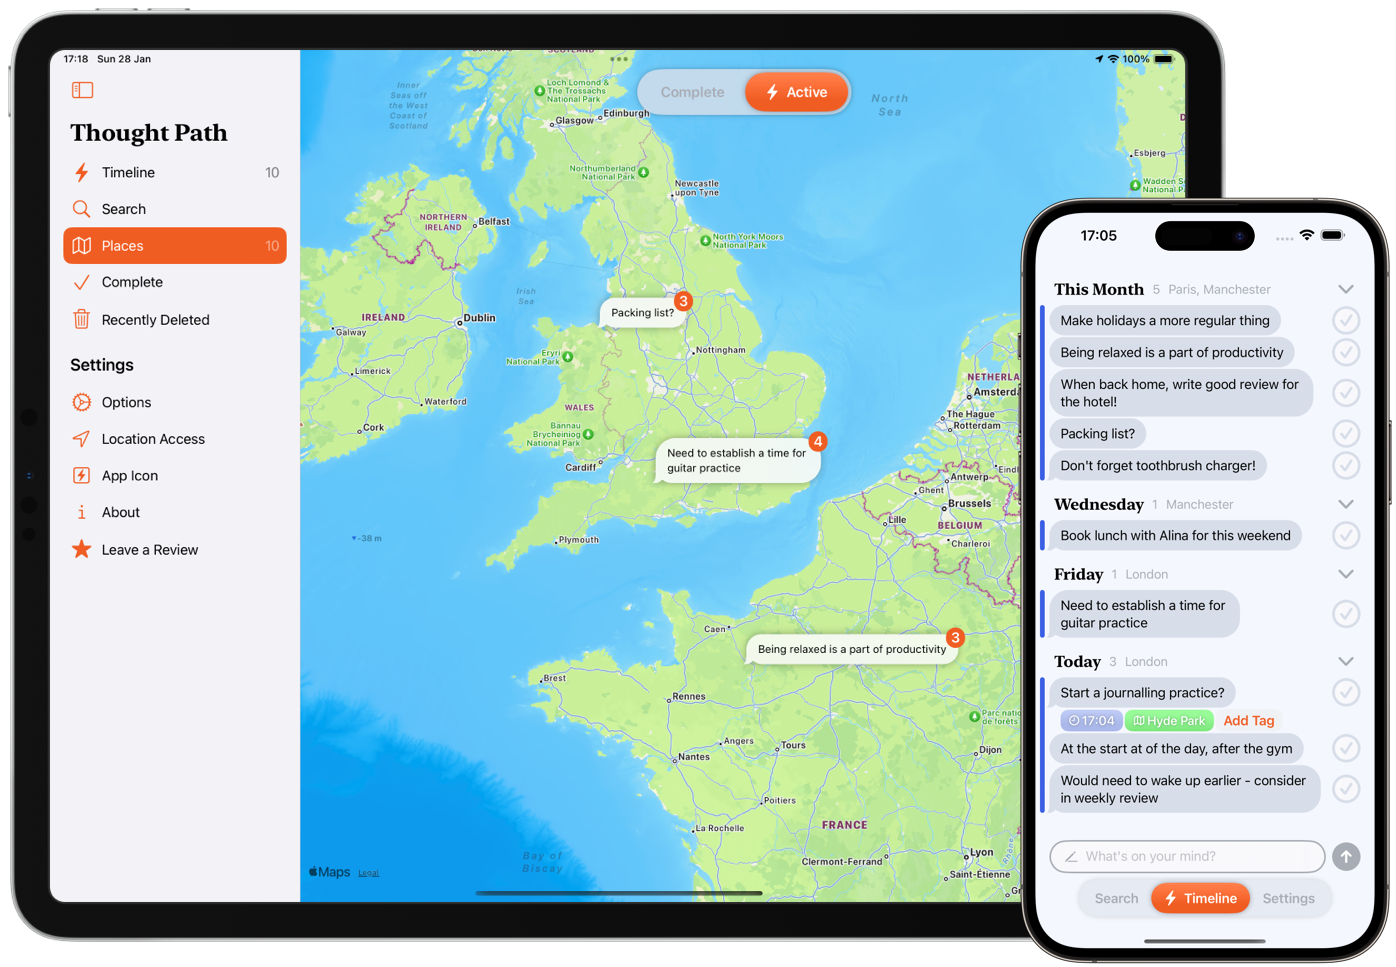 17:18 Sun 28 Jan
100%
Thought Path
Timeline 10
Search
Places 10
Complete
Recently Deleted
Settings
Options
Location Access
App Icon
About
Leave a Review
Complete
Active
SCOTLAND
Inner
Seas off
the West
Coast of
Scotland
Loch Lomond &
The Trossachs
National Park
Glasgow
Edinburgh
North
Sea
Northumberland
National Park
Newcastle
upon Tyne
NORTHERN
IRELAND
Belfast
North York Moors
National Park
Esbjerg
Irish
Sea
Packing list?
3
IRELAND
Dublin
Galway
Limerick
Waterford
Cork
Eryri
National Park
Nottingham
WALES
Bannau
Brycheiniog
National Park
Cardiff
Need to establish a time for
guitar practice
4
Plymouth
-38 m
The Hague
Rotterdam
Antwerp
Ghent
Brussels
Lille
BELGIUM
Charleroi
Caen
Being relaxed is a part of productivity
3
Brest
Rennes
Angers
Tours
Nantes
Dijon
Poitiers
La Rochelle
FRANCE
Clermont-Ferrand
Lyon
Saint-Étienne
Bay of
Biscay
Maps Legal
17:05
This Month 5 Paris, Manchester
Make holidays a more regular thing
Being relaxed is a part of productivity
When back home, write good review for
the hotel!
Packing list?
Don't forget toothbrush charger!
Wednesday 1 Manchester
Book lunch with Alina for this weekend
Friday 1 London
Need to establish a time for
guitar practice
Today 3 London
Start a journalling practice?
17:04 Hyde Park Add Tag
At the start at of the day, after the gym
Would need to wake up earlier - consider
in weekly review
What's on your mind?
Search Timeline Settings